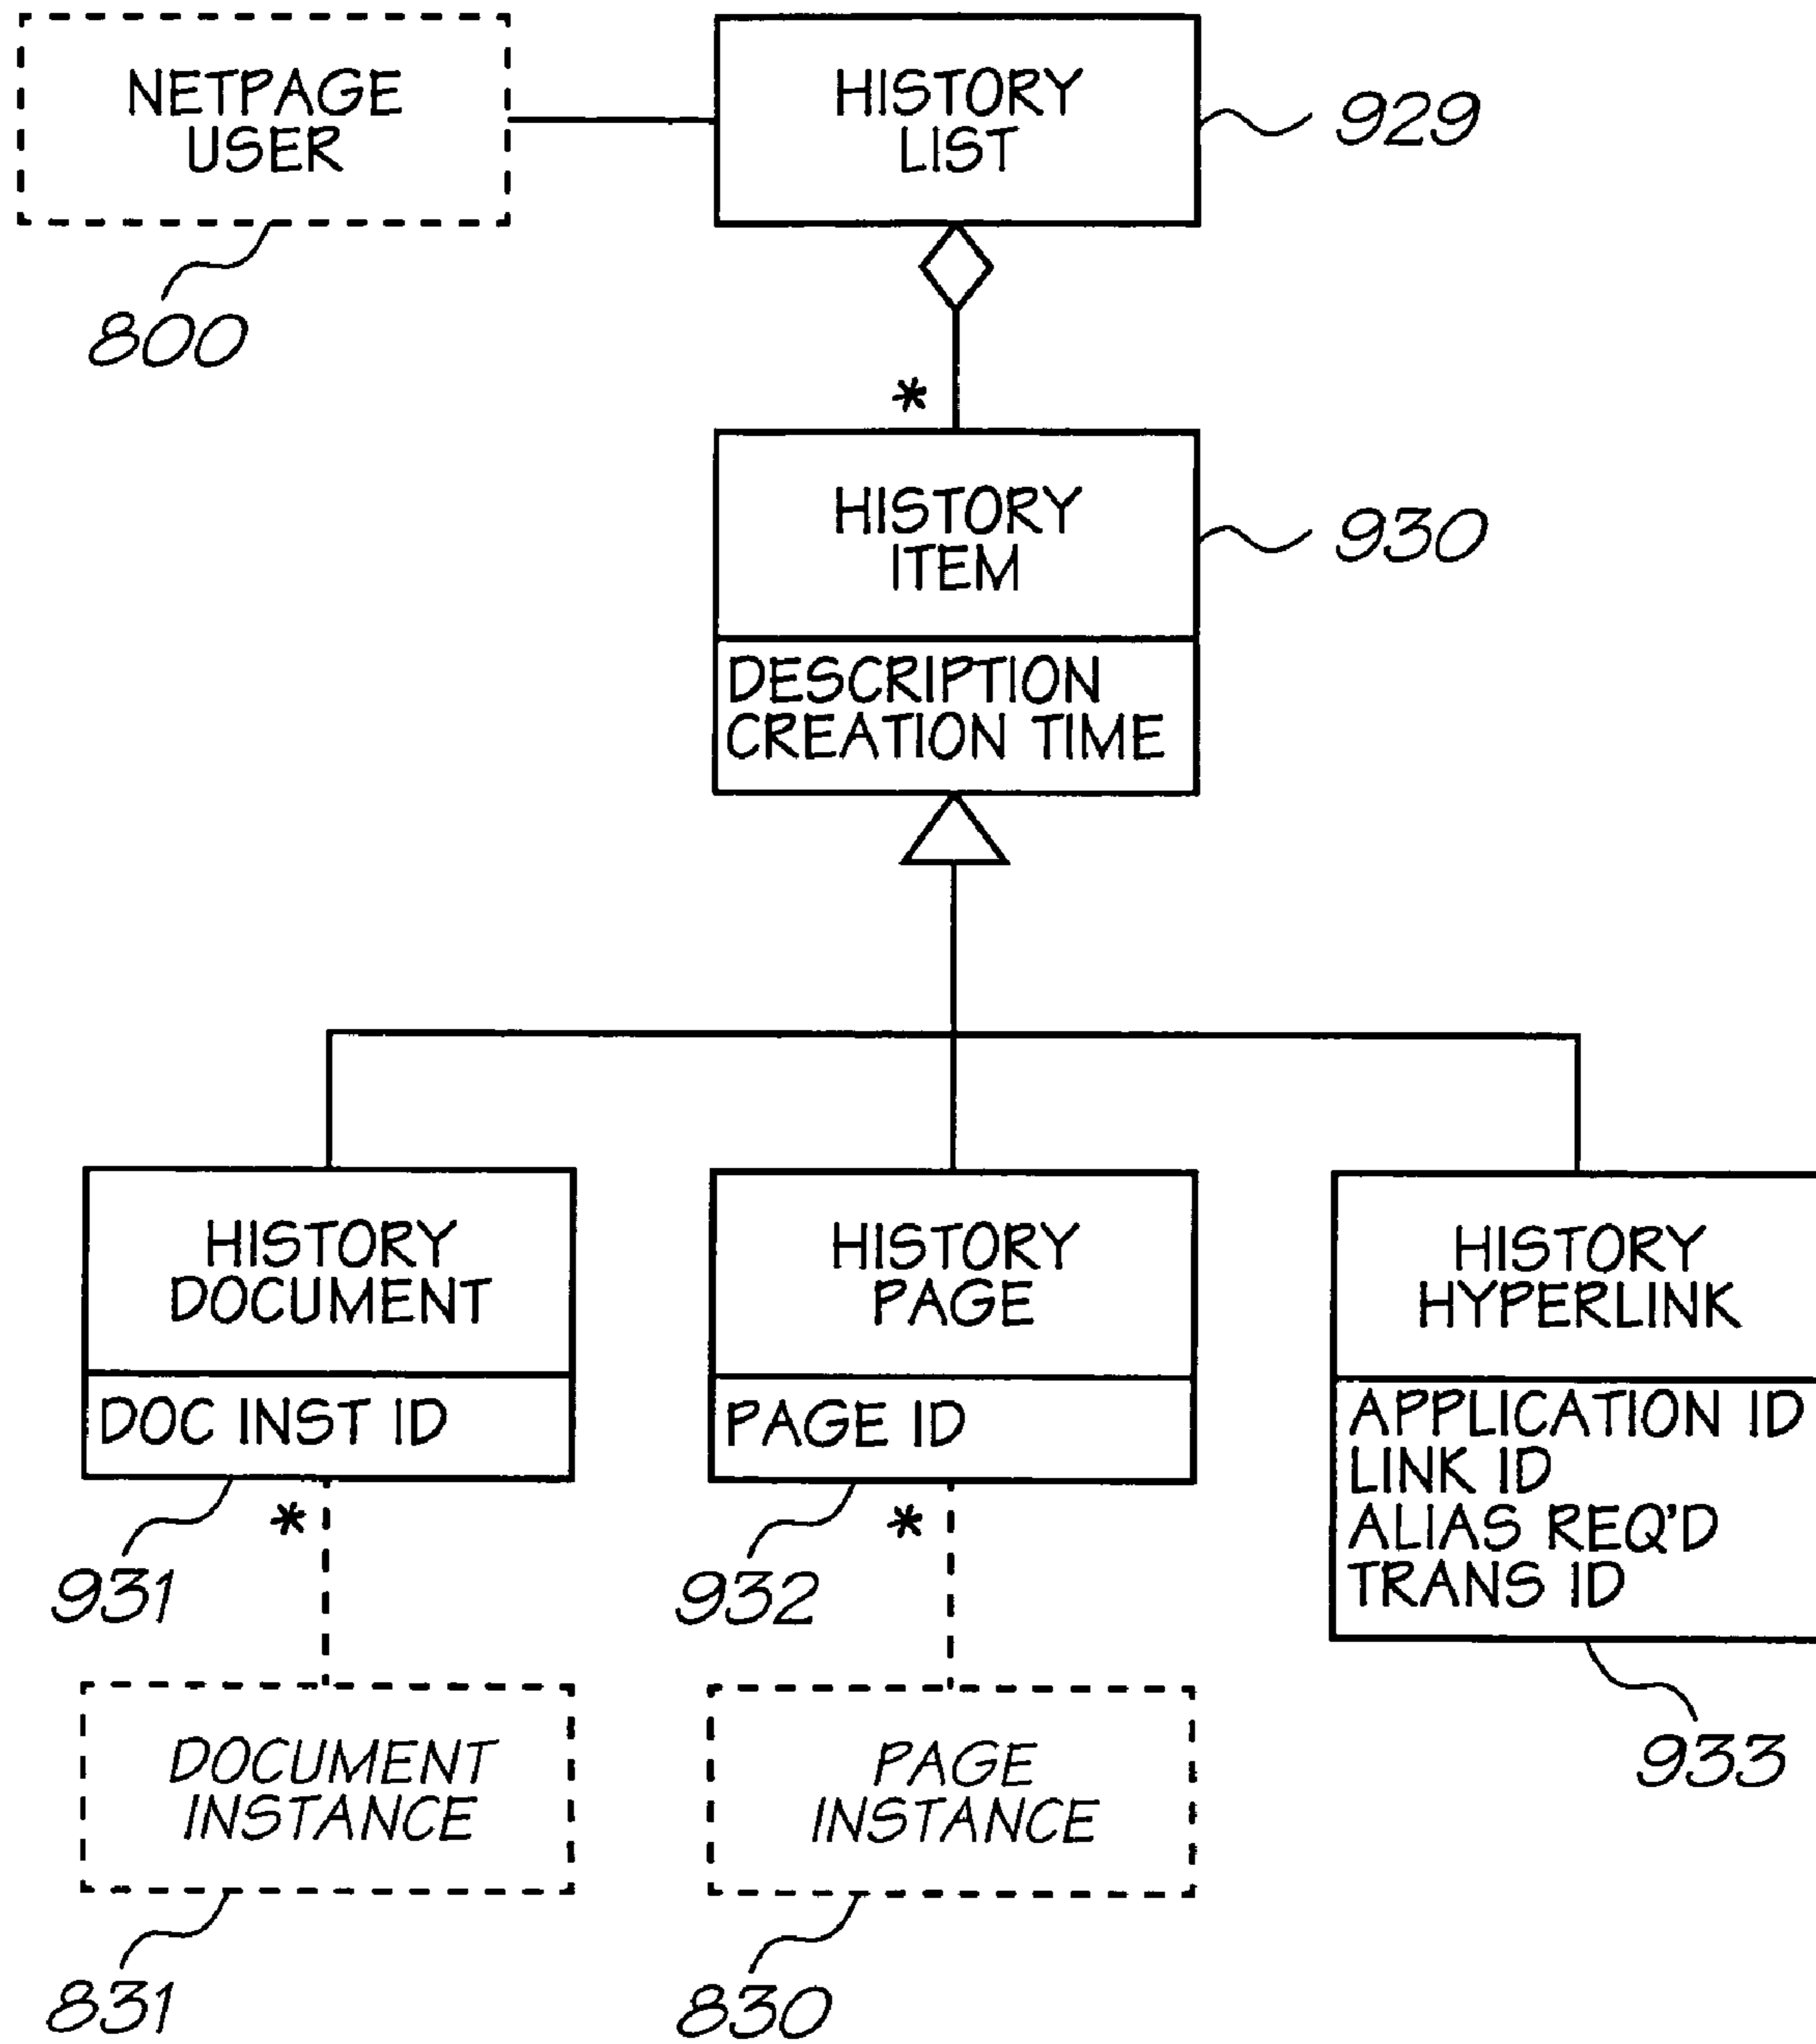 NETPAGE
USER
800
HISTORY
LIST
929
*
HISTORY
ITEM
930
DESCRIPTION
CREATION TIME
HISTORY
DOCUMENT
DOC INST ID
*
931
HISTORY
PAGE
PAGE ID
*
932
HISTORY
HYPERLINK
APPLICATION ID
LINK ID
ALIAS REQ'D
TRANS ID
933
DOCUMENT
INSTANCE
831
PAGE
INSTANCE
830